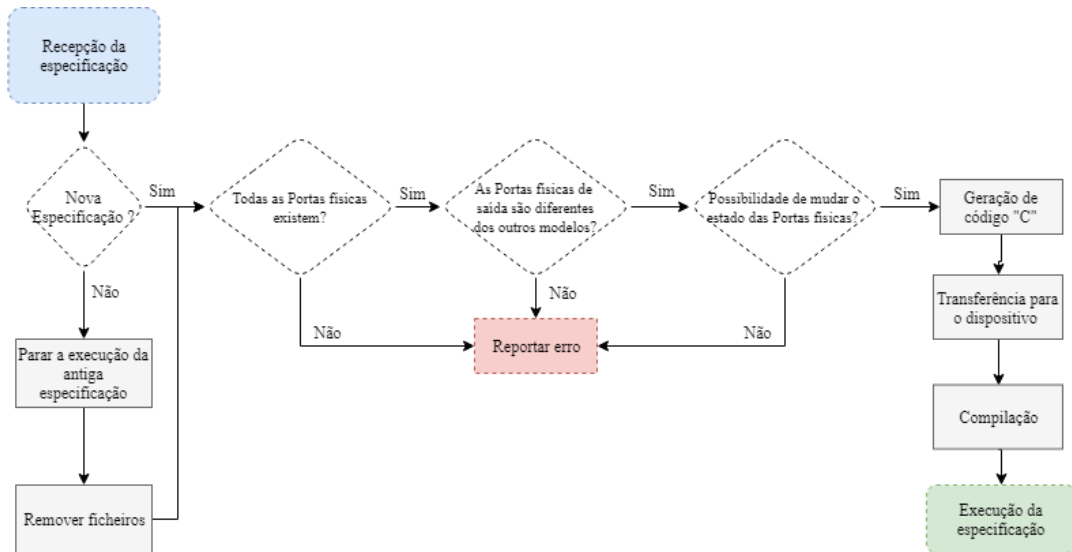 Recepção da
especificação
Nova
Especificação ?
Sim
Todas as Portas físicas
existem?
Sim
As Portas físicas de
saída são diferentes
dos outros modelos?
Sim
Possibilidade de mudar o
estado das Portas físicas?
Sim
Geração de
código "C"
Não
Não
Não
Não
Transferência para
o dispositivo
Parar a execução da
antiga
especificação
Reportar erro
Compilação
Remover ficheiros
Execução da
especificação